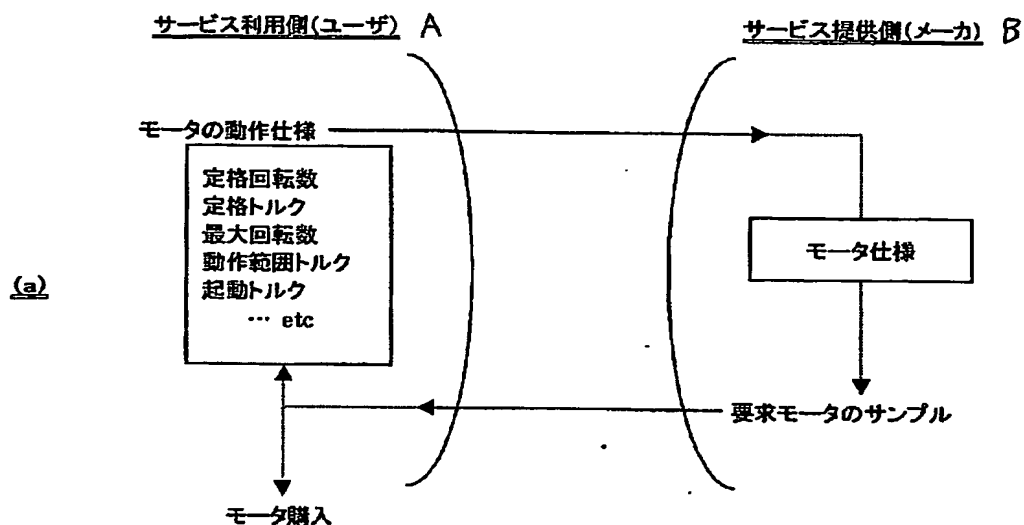 サービス利用側(ユーザ) A
サービス提供側(メーカ) B
モータの動作仕様
定格回転数
定格トルク
最大回転数
動作範囲トルク
起動トルク
… etc
モータ仕様
(a)
要求モータのサンプル
モータ購入